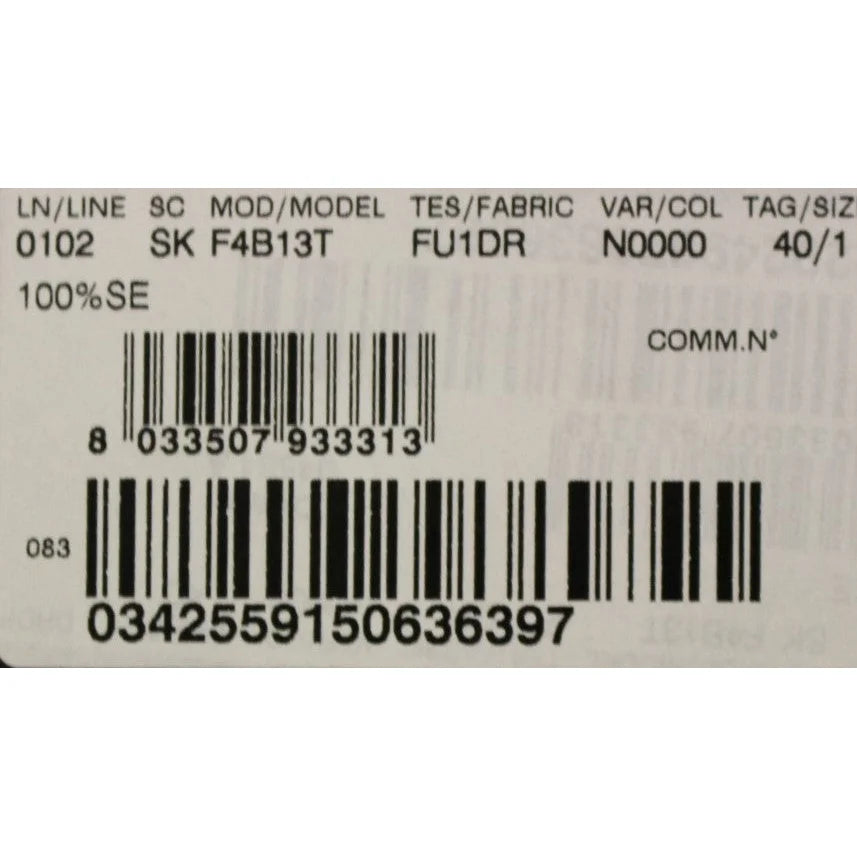 LN/LINE SC MOD/MODEL TES/FABRIC VAR/COL TAG/SIZ
0102 SK F4B13T FU1DR N0000 40/1
100%SE
COMM.N°
8 033507 933313
083
0342559150636397